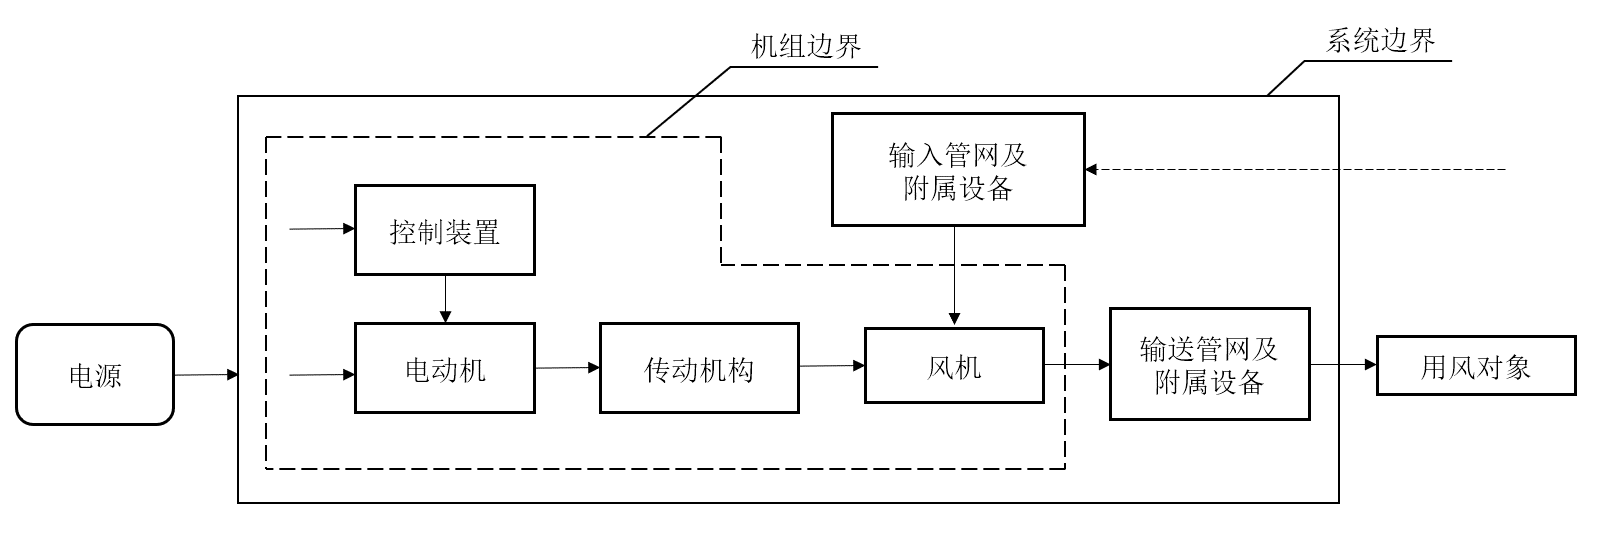 机组边界
系统边界
输入管网及
附属设备
控制装置
电源
电动机
传动机构
风机
输送管网及
附属设备
用风对象